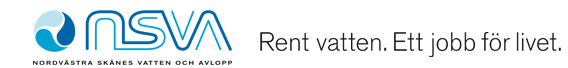 NSVA
NORDVÄSTRA SKÅNES VATTEN OCH AVLOPP
Rent vatten. Ett jobb för livet.